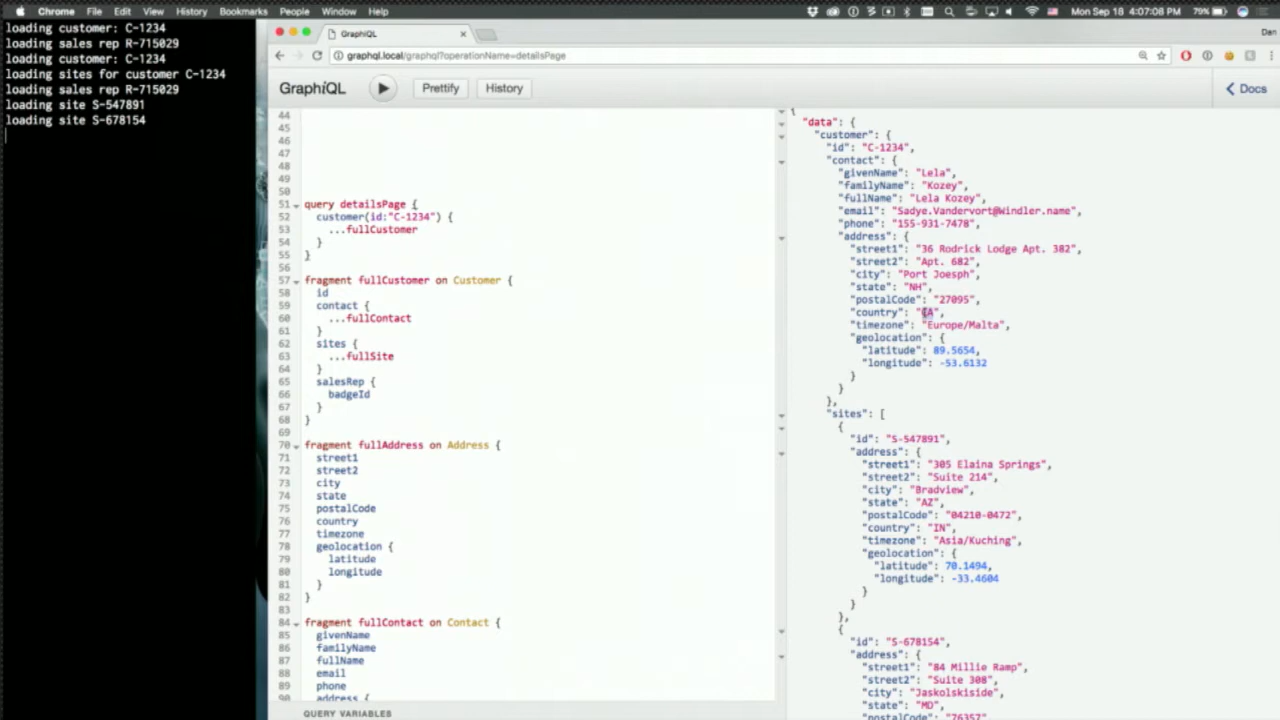 Chrome File Edit View History Bookmarks People Window Help
Mon Sep 18 4:07:08 PM 79%
loading customer: C-1234
loading sales rep R-715029
loading customer: C-1234
loading sites for customer C-1234
loading sales rep R-715029
loading site S-547891
loading site S-678154
GraphiQL
Dan
graphql.local/graphql?operationName=detailsPage
GraphiQL Prettify History Docs
44
45
46
47
48
49
50
51 query detailsPage {
52 customer(id:"C-1234") {
53 ...fullCustomer
54 }
55 }
56
57 fragment fullCustomer on Customer {
58 id
59 contact {
60 ...fullContact
61 }
62 sites {
63 ...fullSite
64 }
65 salesRep {
66 badgeId
67 }
68 }
69
70 fragment fullAddress on Address {
71 street1
72 street2
73 city
74 state
75 postalCode
76 country
77 timezone
78 geolocation {
79 latitude
80 longitude
81 }
82 }
83
84 fragment fullContact on Contact {
85 givenName
86 familyName
87 fullName
88 email
89 phone
90 address {
QUERY VARIABLES
{
"data": {
"customer": {
"id": "C-1234",
"contact": {
"givenName": "Lela",
"familyName": "Kozey",
"fullName": "Lela Kozey",
"email": "Sadye.Vandervort@Windler.name",
"phone": "155-931-7478",
"address": {
"street1": "36 Rodrick Lodge Apt. 382",
"street2": "Apt. 682",
"city": "Port Joesph",
"state": "NH",
"postalCode": "27095",
"country": "CA",
"timezone": "Europe/Malta",
"geolocation": {
"latitude": 89.5654,
"longitude": -53.6132
}
}
},
"sites": [
{
"id": "S-547891",
"address": {
"street1": "305 Elaina Springs",
"street2": "Suite 214",
"city": "Bradview",
"state": "AZ",
"postalCode": "04210-0472",
"country": "IN",
"timezone": "Asia/Kuching",
"geolocation": {
"latitude": 70.1494,
"longitude": -33.4604
}
}
},
{
"id": "S-678154",
"address": {
"street1": "84 Millie Ramp",
"street2": "Suite 308",
"city": "Jaskolskiside",
"state": "MD",
"postalCode": "76357",